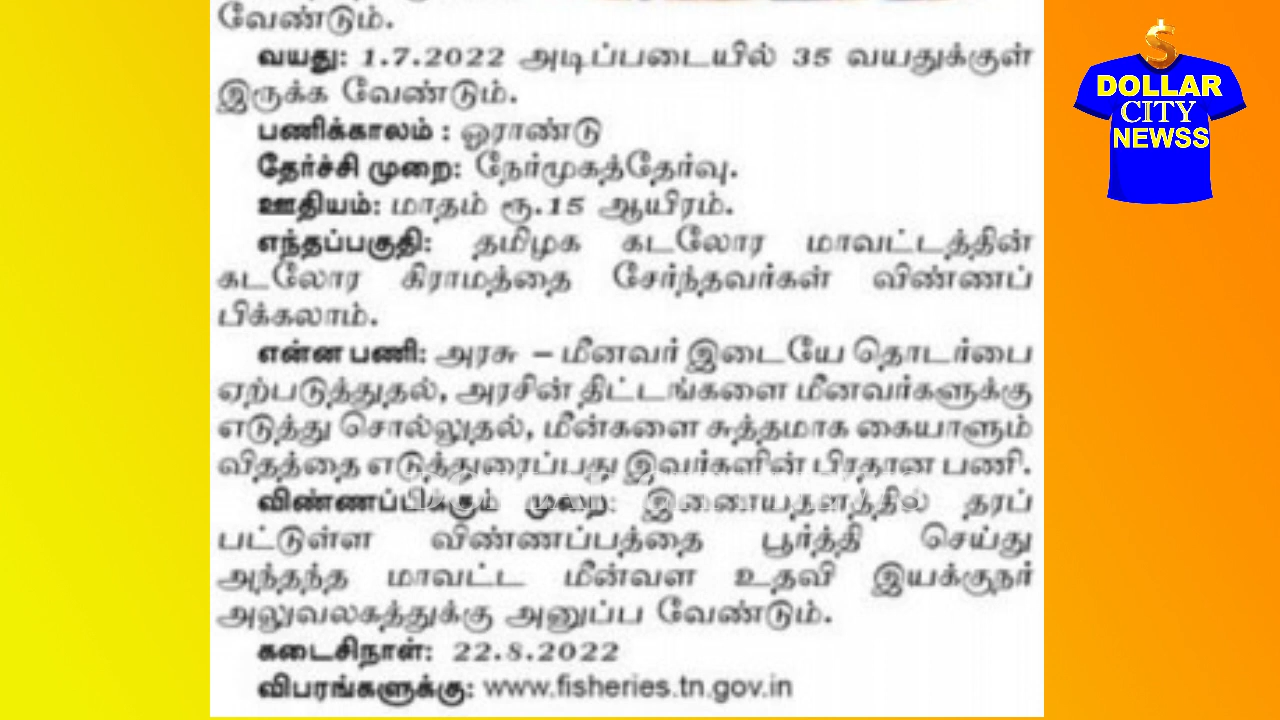 வேண்டும்.
வயது: 1.7.2022 அடிப்படையில் 35 வயதுக்குள்
இருக்க வேண்டும்.
பணிக்காலம் : ஓராண்டு
தேர்ச்சி முறை: நேர்முகத்தேர்வு.
ஊதியம்: மாதம் ரூ.15 ஆயிரம்.
எந்தப்பகுதி: தமிழக கடலோர மாவட்டத்தின்
கடலோர கிராமத்தை சேர்ந்தவர்கள் விண்ணப்
பிக்கலாம்.
என்ன பணி: அரசு – மீனவர் இடையே தொடர்பை
ஏற்படுத்துதல், அரசின் திட்டங்களை மீனவர்களுக்கு
எடுத்து சொல்லுதல், மீன்களை சுத்தமாக கையாளும்
விதத்தை எடுத்துரைப்பது இவர்களின் பிரதான பணி.
விண்ணப்பிக்கும் முறை: இணையதளத்தில் தரப்
பட்டுள்ள விண்ணப்பத்தை பூர்த்தி செய்து
அந்தந்த மாவட்ட மீன்வள உதவி இயக்குநர்
அலுவலகத்துக்கு அனுப்ப வேண்டும்.
கடைசிநாள்: 22.8.2022
விபரங்களுக்கு: www.fisheries.tn.gov.in
$
DOLLAR
CITY
NEWSS